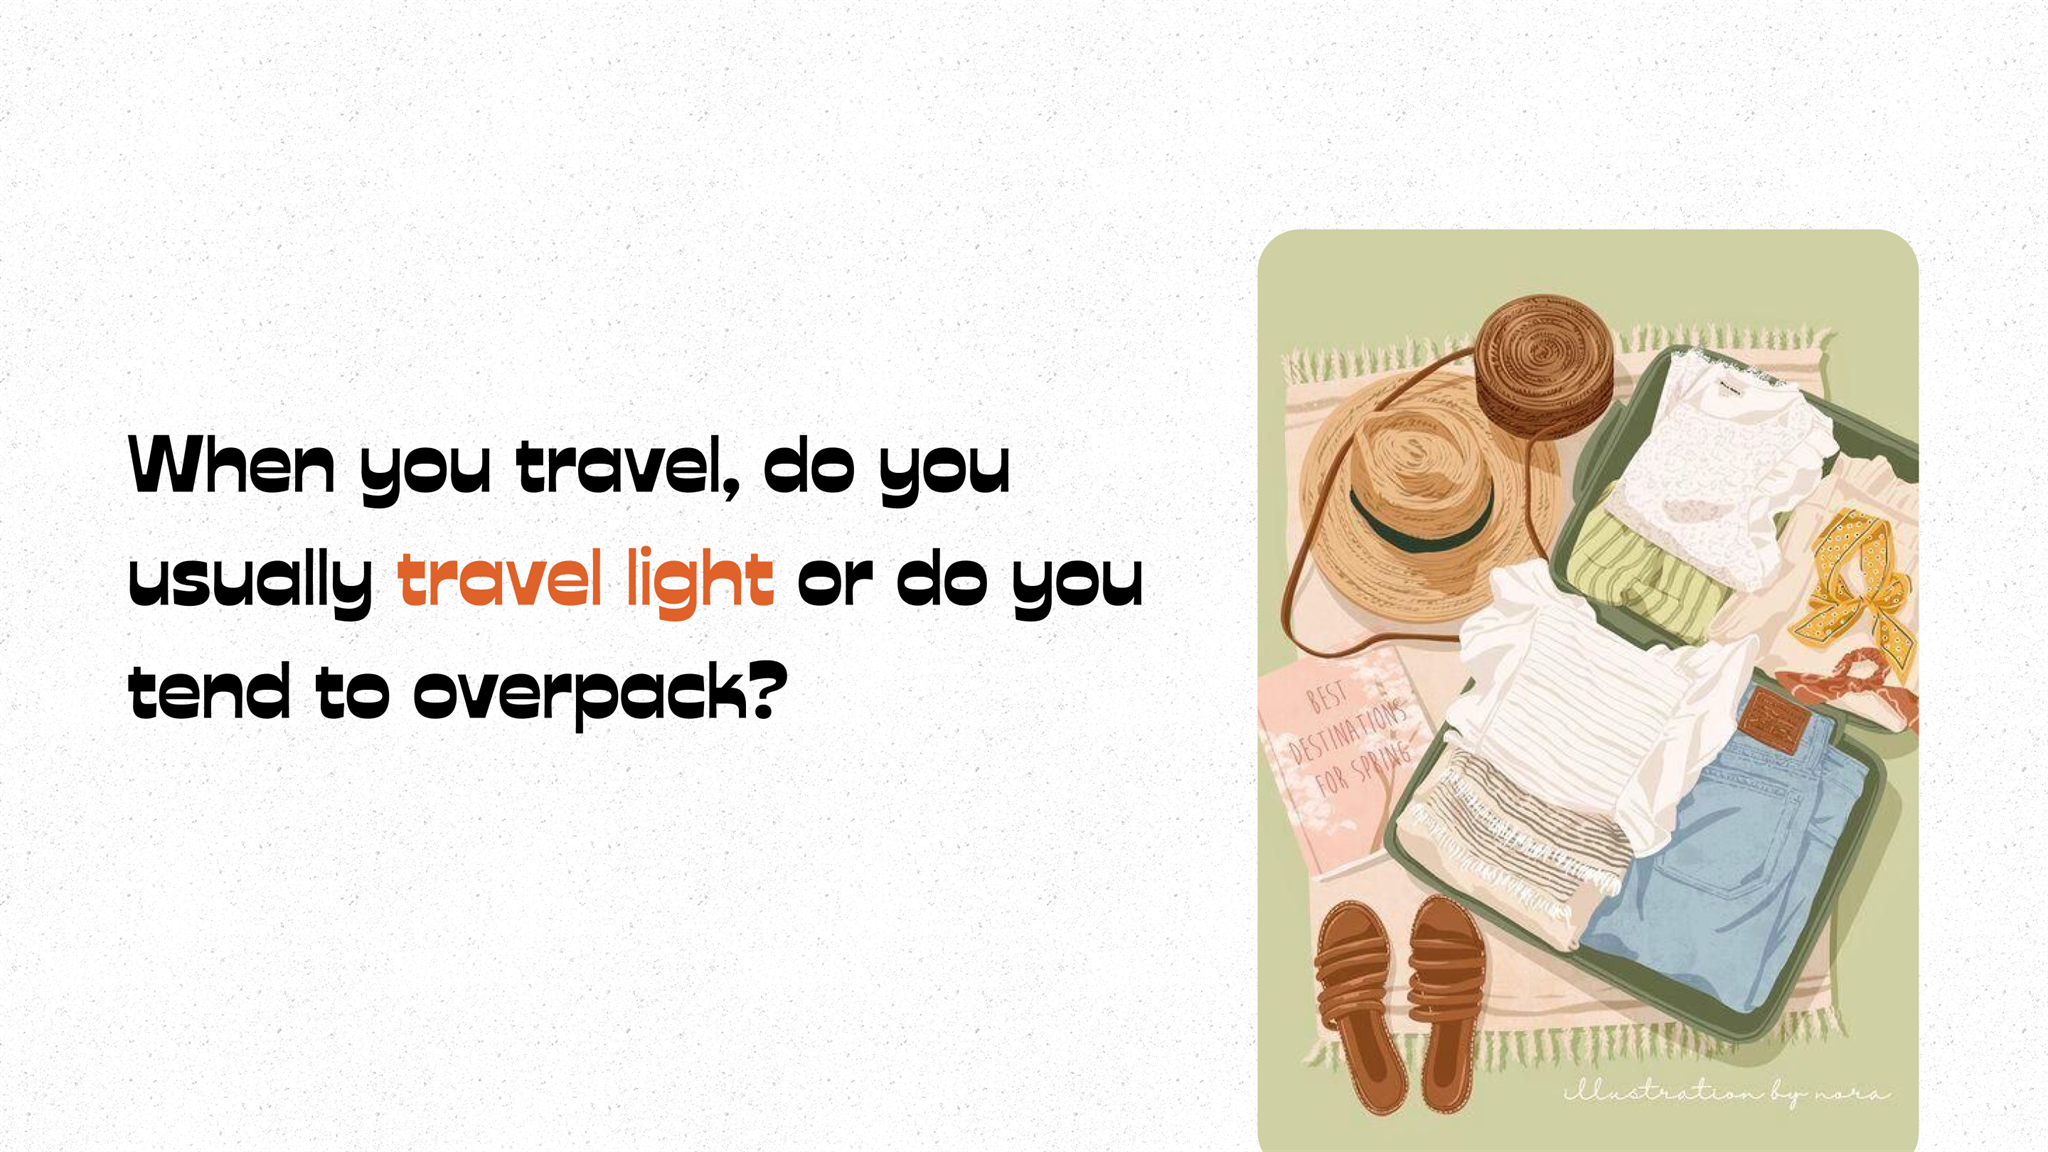 When you travel, do you
usually travel light or do you
tend to overpack?
BEST
DESTINATIONS
FOR SPRING
illustration by nora